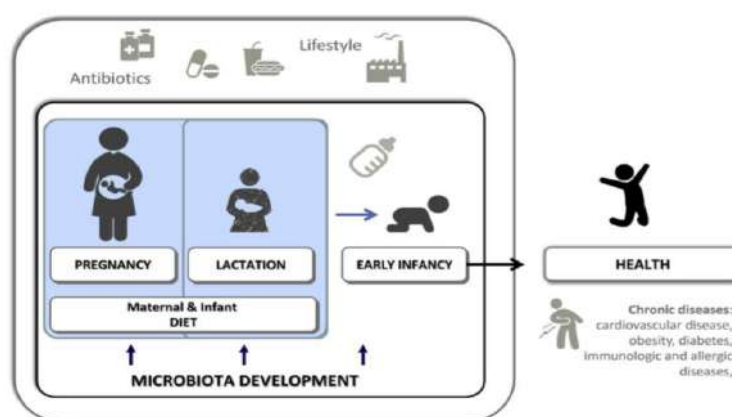 Lifestyle
Antibiotics
PREGNANCY
LACTATION
EARLY INFANCY
HEALTH
Maternal & Infant
DIET
MICROBIOTA DEVELOPMENT
Chronic diseases:
cardiovascular disease,
obesity, diabetes,
immunologic and allergic
diseases,